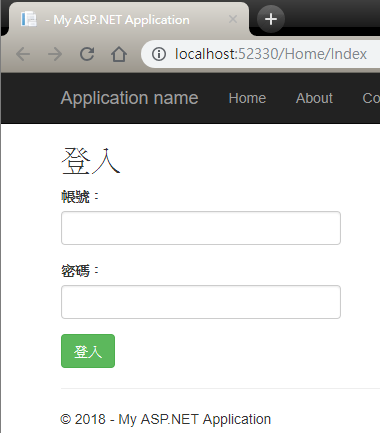 - My ASP.NET Application
localhost:52330/Home/Index
Application name Home About Co
登入
帳號：
密碼：
登入
© 2018 - My ASP.NET Application